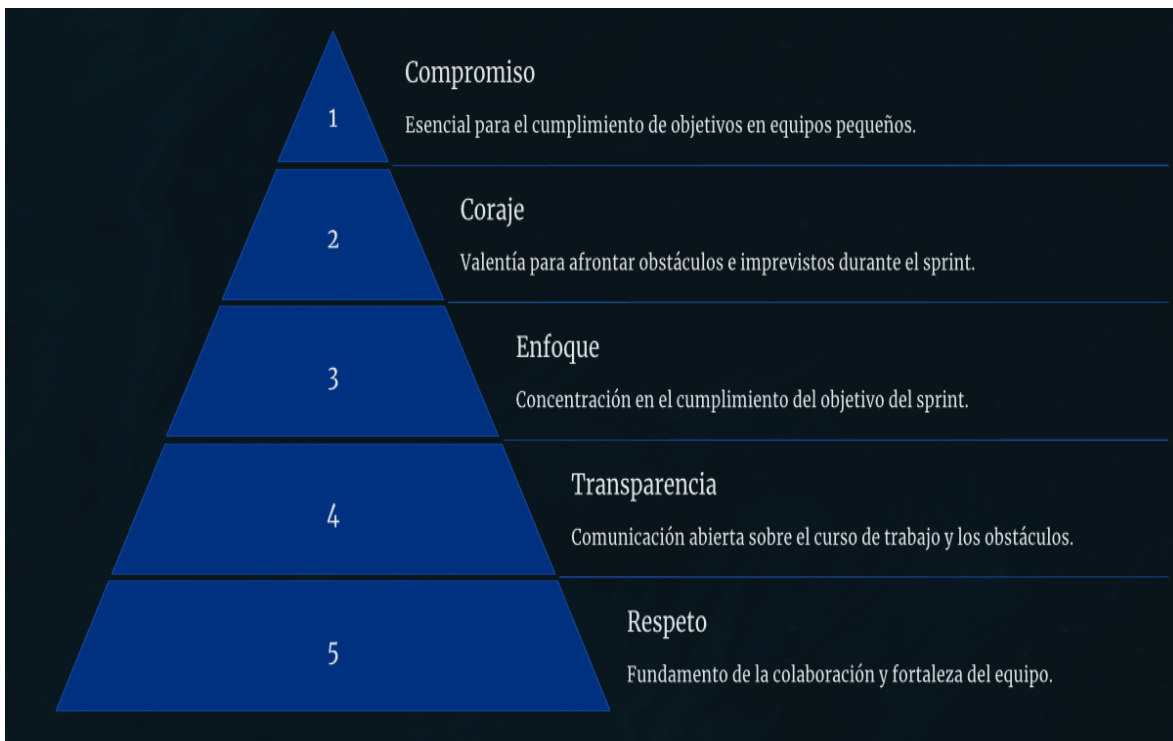 1
Compromiso
Esencial para el cumplimiento de objetivos en equipos pequeños.
2
Coraje
Valentía para afrontar obstáculos e imprevistos durante el sprint.
3
Enfoque
Concentración en el cumplimiento del objetivo del sprint.
4
Transparencia
Comunicación abierta sobre el curso de trabajo y los obstáculos.
5
Respeto
Fundamento de la colaboración y fortaleza del equipo.